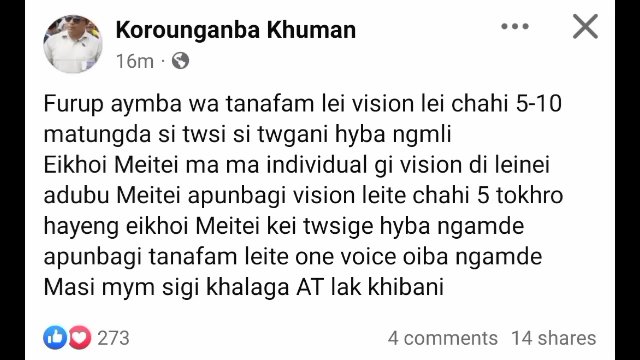 Korounganba Khuman
16m ·
Furup aymba wa tanafam lei vision lei chahi 5-10
matungda si twsi si twgani hyba ngmli
Eikhoi Meitei ma ma individual gi vision di leinei
adubu Meitei apunbagi vision leite chahi 5 tokhro
hayeng eikhoi Meitei kei twsige hyba ngamde
apunbagi tanafam leite one voice oiba ngamde
Masi mym sigi khalaga AT lak khibani
273 4 comments 14 shares